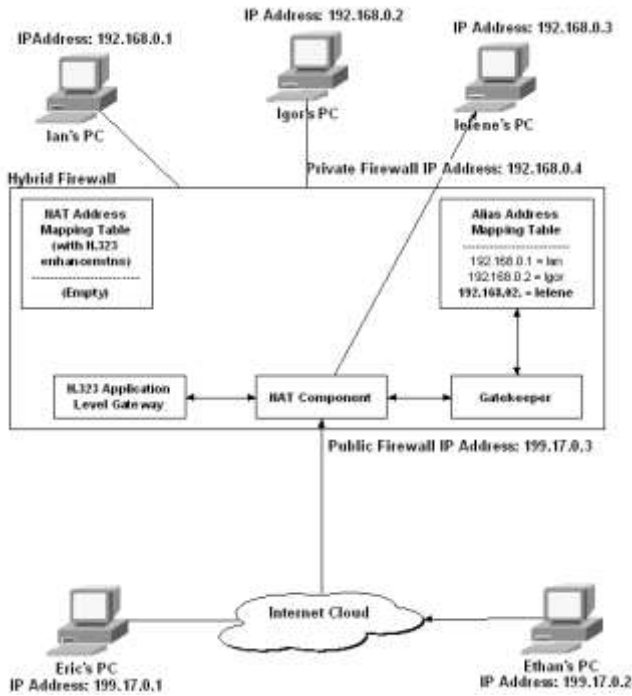 IP Address: 192.168.0.2
IPAddress: 192.168.0.1
IP Address: 192.168.0.3
Ian's PC
Igor's PC
Ielene's PC
Private Firewall IP Address: 192.168.0.4
Hybrid Firewall
NAT Address
Mapping Table
(with H.323
enhancemstns)
(Empty)
Alias Address
Mapping Table
192.168.0.1 = Ian
192.168.0.2 = Igor
192.168.02. = Ielene
H.323 Application
Level Gateway
NAT Component
Gatekeeper
Public Firewall IP Address: 199.17.0.3
Internet Cloud
Eric's PC
IP Address: 199.17.0.1
Ethan's PC
IP Address: 199.17.0.2